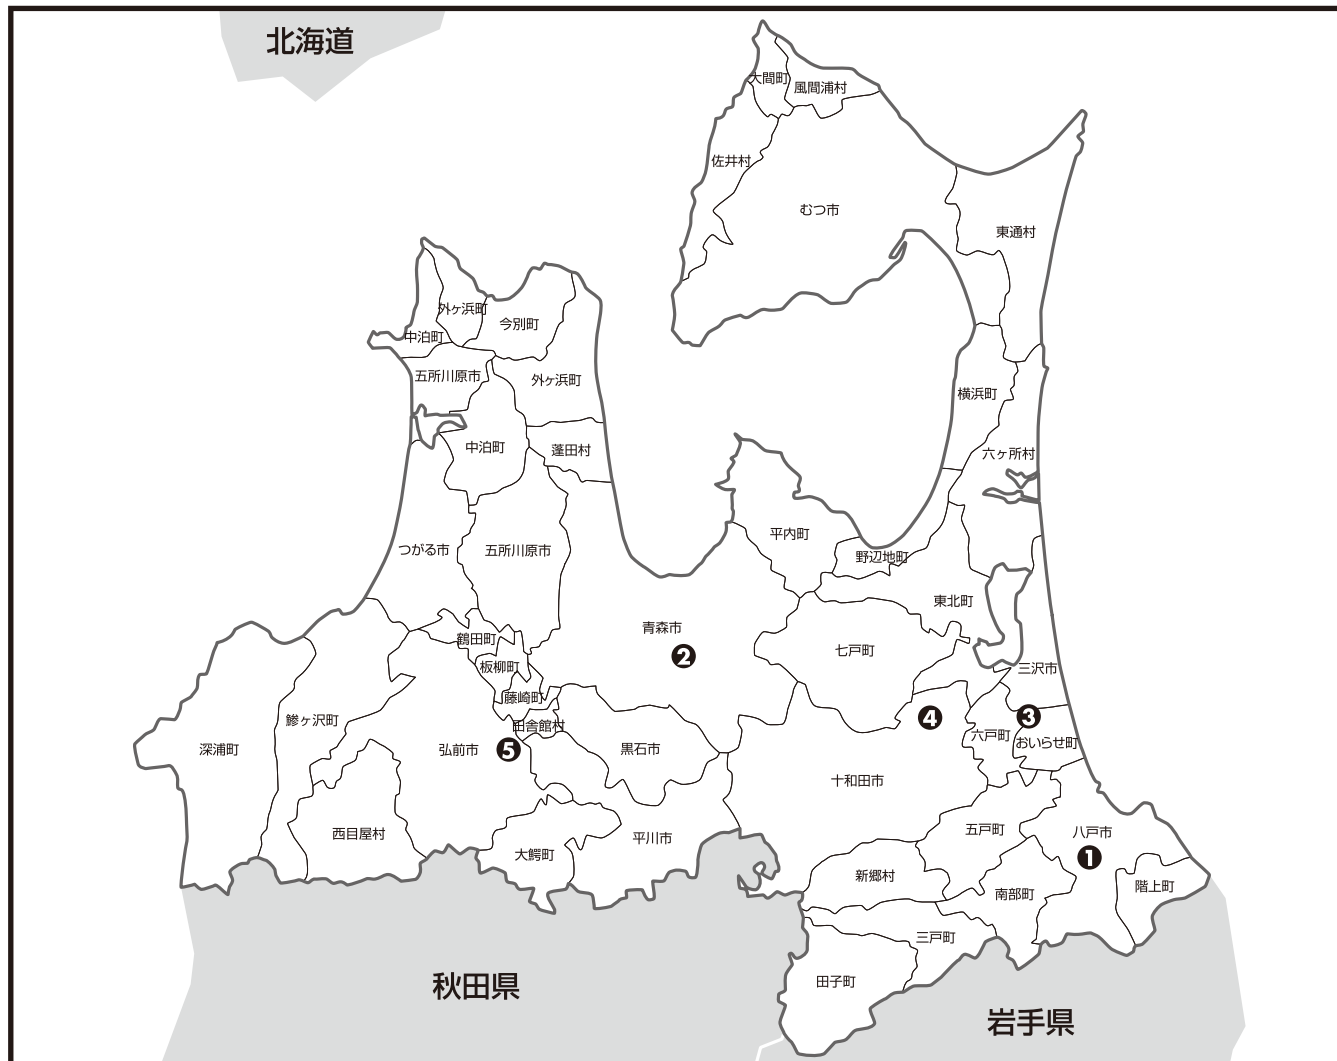 北海道
大間町
風間浦村
佐井村
むつ市
東通村
外ヶ浜町
今別町
中泊町
五所川原市
外ヶ浜町
横浜町
中泊町
蓬田村
六ヶ所村
つがる市
五所川原市
平内町
野辺地町
東北町
青森市
❷
鶴田町
七戸町
板柳町
三沢市
藤崎町
鰺ヶ沢町
田舎館村
❹
❸
六戸町
おいらせ町
深浦町
弘前市
❺
黒石市
十和田市
西目屋村
大鰐町
平川市
五戸町
八戸市
❶
新郷村
南部町
階上町
三戸町
田子町
秋田県
岩手県